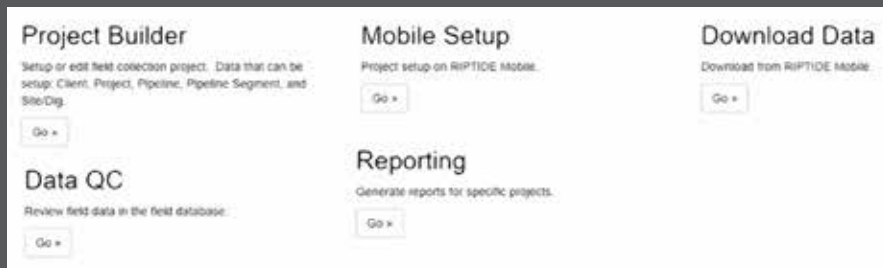 Project Builder
Setup or edit field collection project. Data that can be
setup: Client, Project, Pipeline, Pipeline Segment, and
Site/Dig.
Go »
Mobile Setup
Project setup on RIPTIDE Mobile.
Go »
Download Data
Download from RIPTIDE Mobile.
Go »
Data QC
Review field data in the field database.
Go »
Reporting
Generate reports for specific projects.
Go »